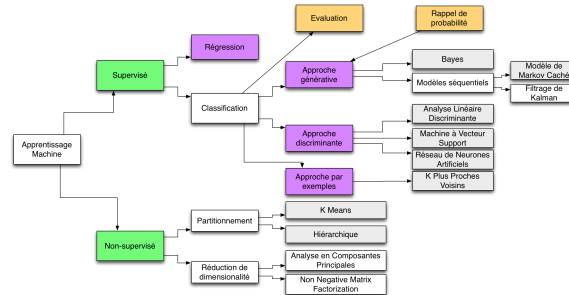 Evaluation
Rappel de
probabilité
Régression
Supervisé
Approche
générative
Bayes
Modèles séquentiels
Modèle de
Markov Caché
Filtrage de
Kalman
Classification
Analyse Linéaire
Discriminante
Approche
discriminante
Machine à Vecteur
Support
Réseau de Neurones
Artificiels
Apprentissage
Machine
Approche par
exemples
K Plus Proches
Voisins
Partitionnement
K Means
Hiérarchique
Non-supervisé
Réduction de
dimensionalité
Analyse en Composantes
Principales
Non Negative Matrix
Factorization